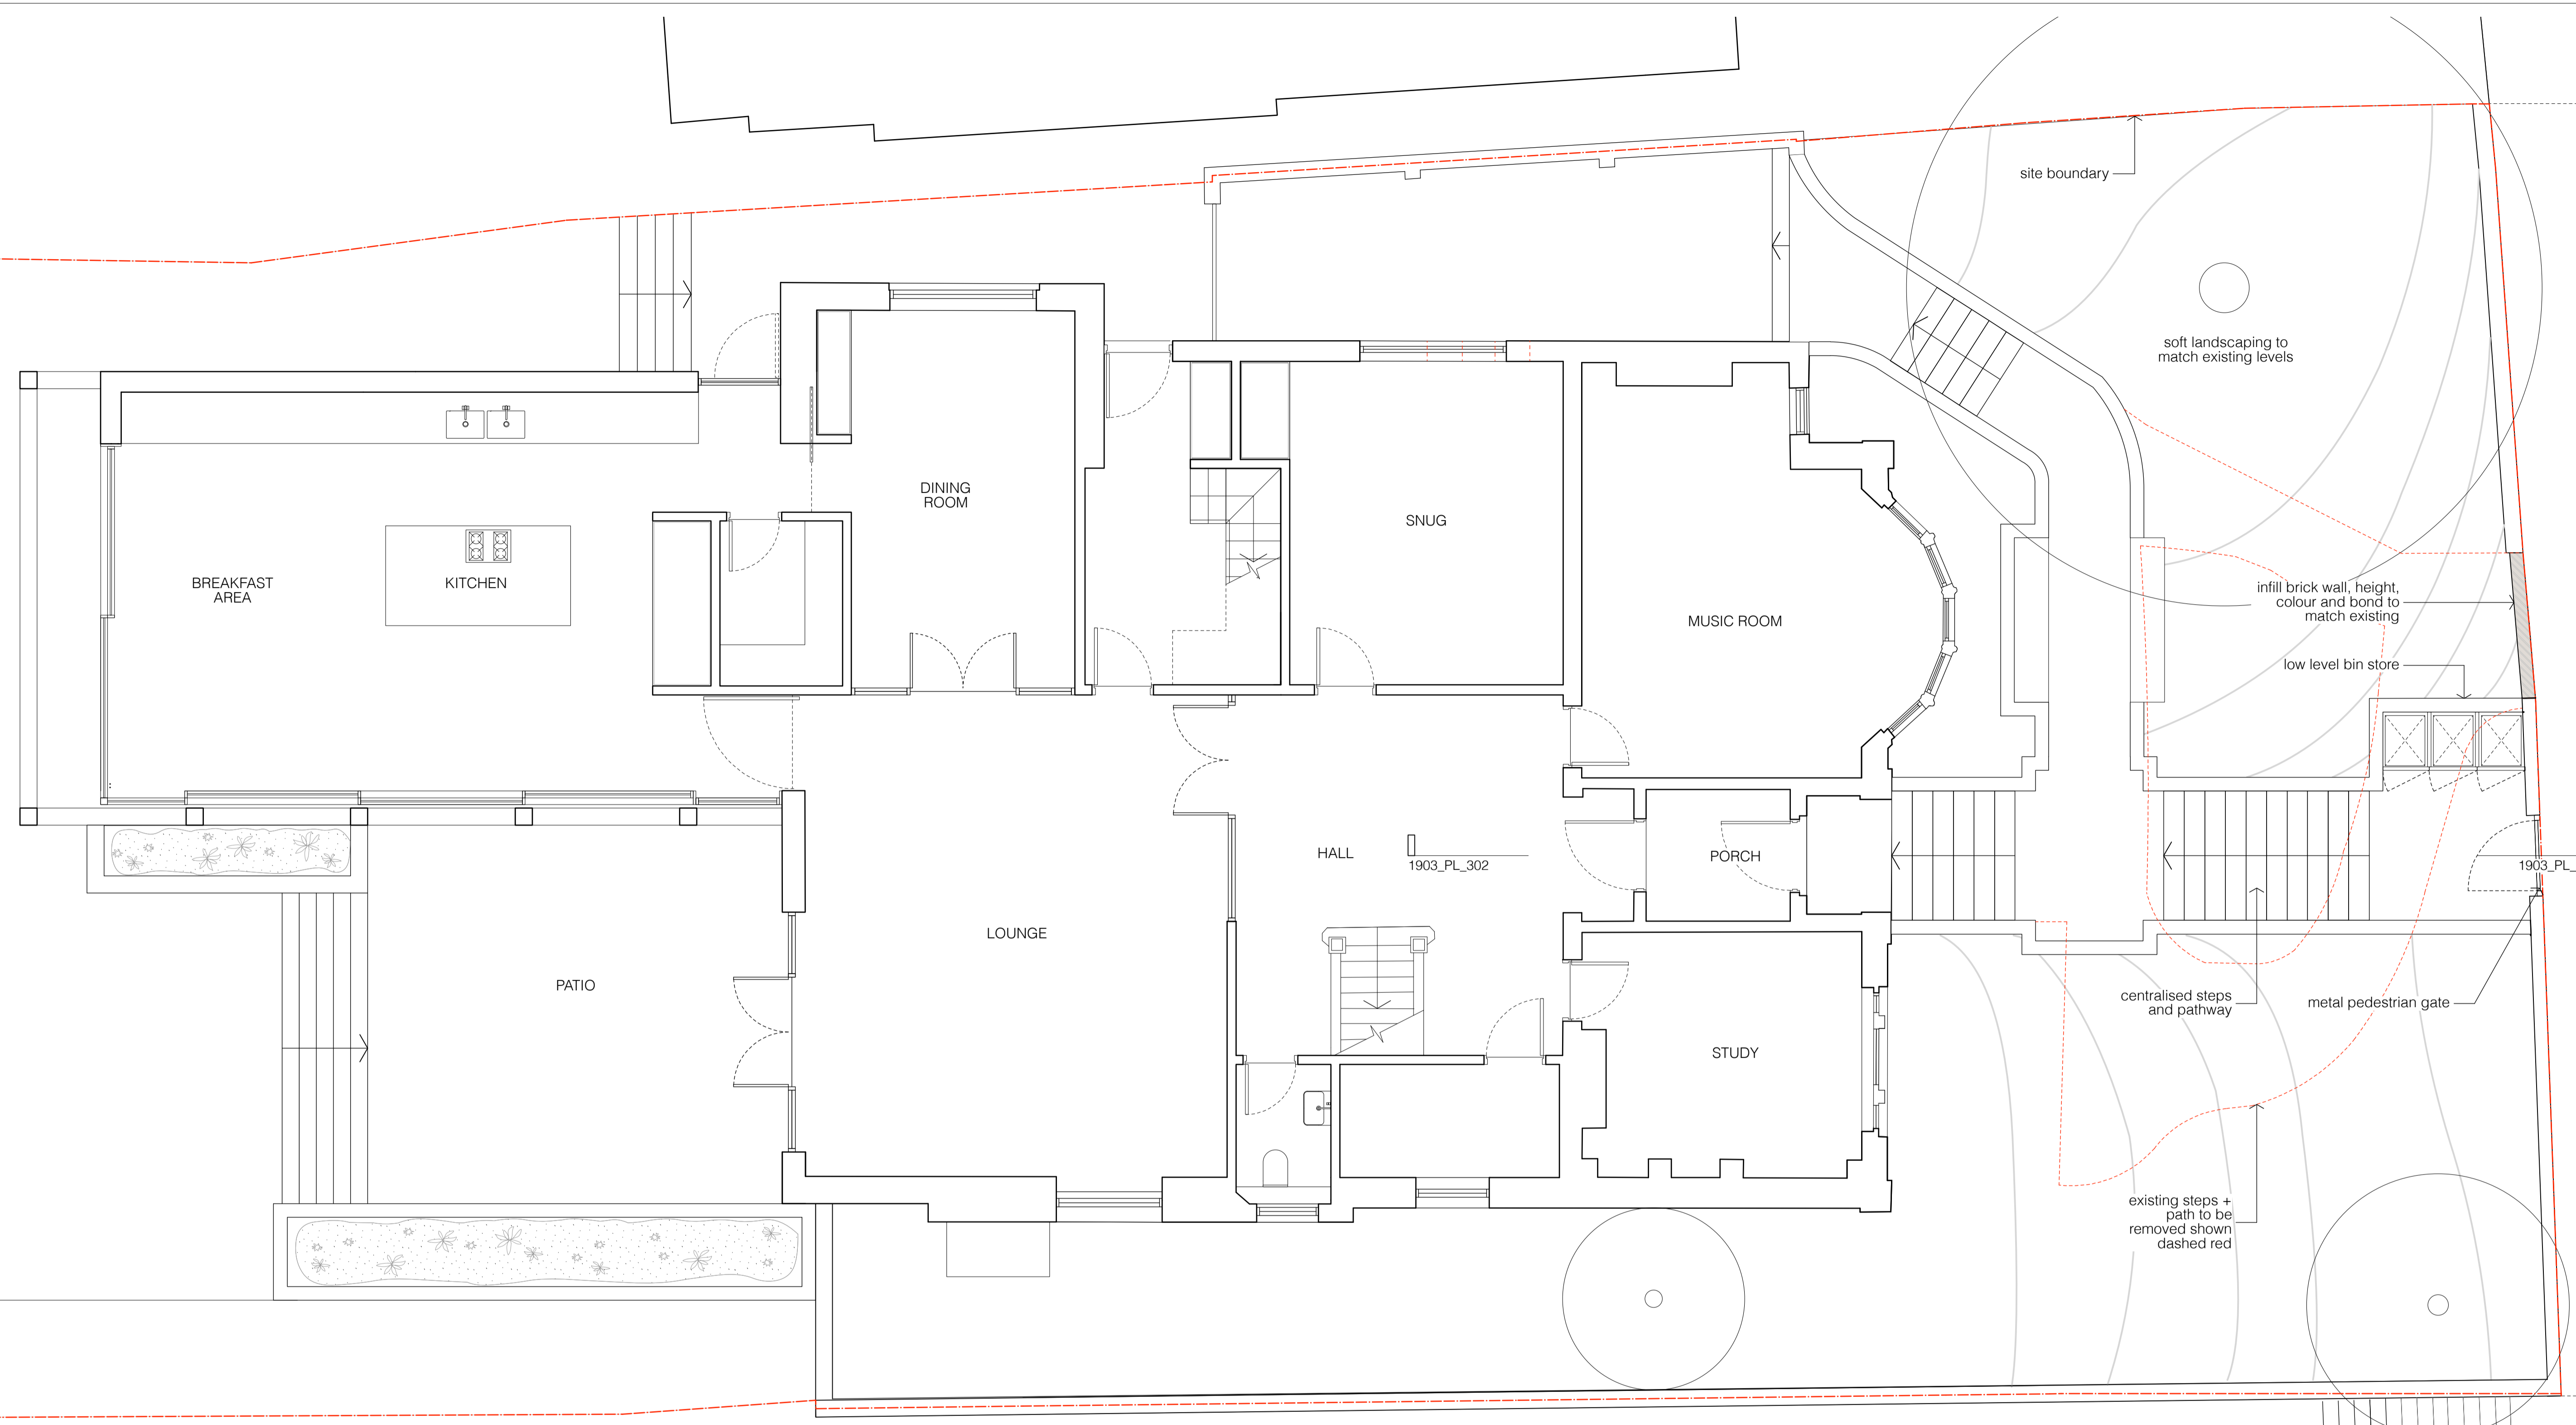 site boundary
soft landscaping to
match existing levels
DINING
ROOM
SNUG
BREAKFAST
AREA
KITCHEN
MUSIC ROOM
infill brick wall, height,
colour and bond to
match existing
low level bin store
HALL
1903_PL_302
PORCH
1903_PL_
LOUNGE
PATIO
centralised steps
and pathway
metal pedestrian gate
STUDY
existing steps +
path to be
removed shown
dashed red